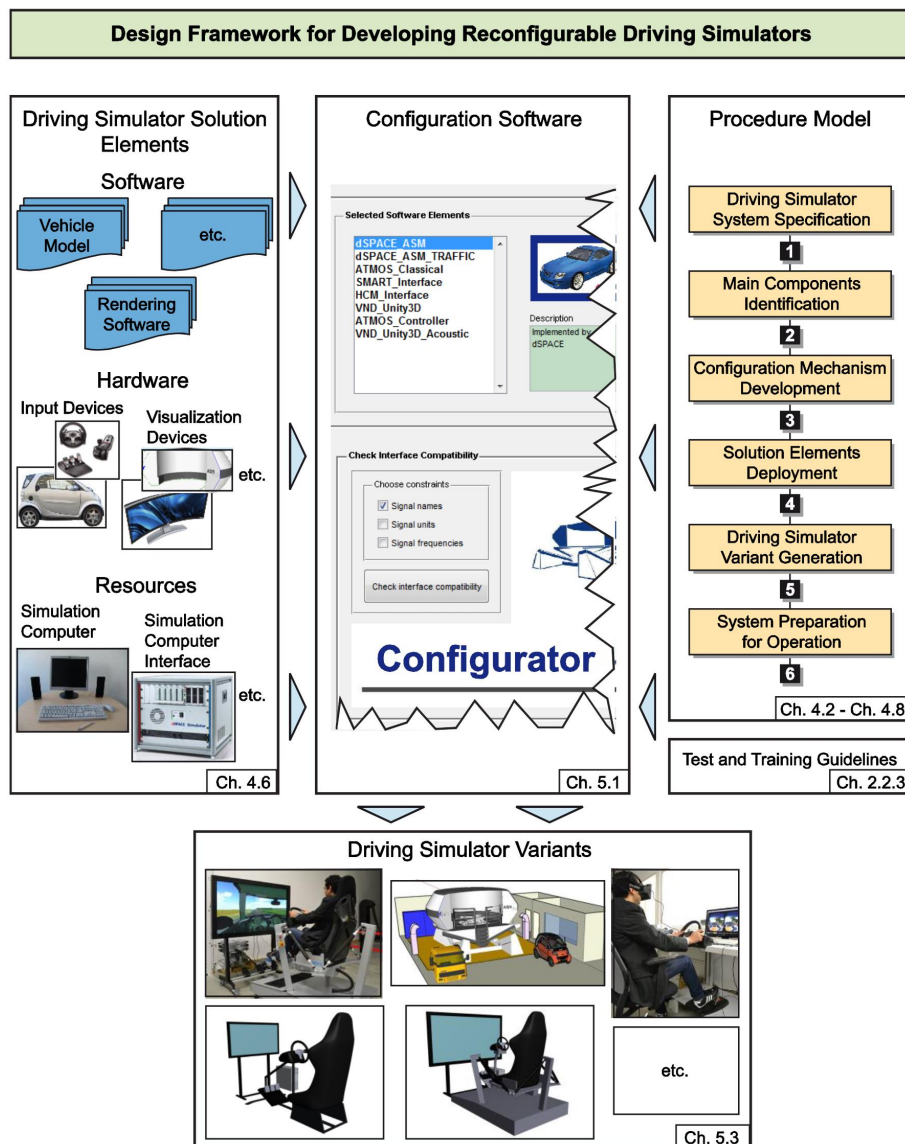 Design Framework for Developing Reconfigurable Driving Simulators
Driving Simulator Solution
Elements
Software
Vehicle
Model
etc.
Rendering
Software
Hardware
Input Devices
Visualization
Devices
etc.
Resources
Simulation
Computer
Simulation
Computer
Interface
etc.
Ch. 4.6
Configuration Software
Selected Software Elements
dSPACE_ASM
dSPACE_ASM_TRAFFIC
ATMOS_Classical
SMART_Interface
HCM_Interface
VND_Unity3D
ATMOS_Controller
VND_Unity3D_Acoustic
Description
Implemented by
dSPACE
Check Interface Compatibility
Choose constraints
Signal names
Signal units
Signal frequencies
Check interface compatibility
Configurator
Ch. 5.1
Procedure Model
Driving Simulator
System Specification
1
Main Components
Identification
2
Configuration Mechanism
Development
3
Solution Elements
Deployment
4
Driving Simulator
Variant Generation
5
System Preparation
for Operation
6
Ch. 4.2 - Ch. 4.8
Test and Training Guidelines
Ch. 2.2.3
Driving Simulator Variants
etc.
Ch. 5.3